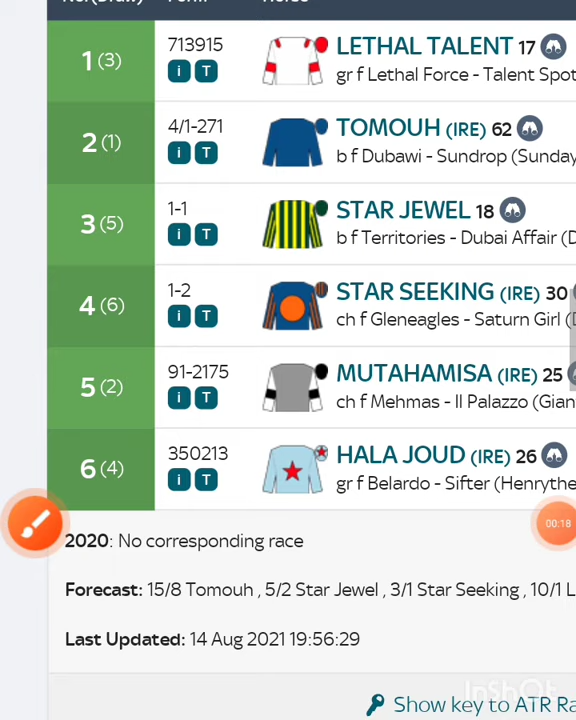 1 (3) 713915 LETHAL TALENT 17
i T gr f Lethal Force - Talent Spot
2 (1) 4/1-271 TOMOUH (IRE) 62
i T b f Dubawi - Sundrop (Sunday
3 (5) 1-1 STAR JEWEL 18
i T b f Territories - Dubai Affair (D
4 (6) 1-2 STAR SEEKING (IRE) 30
i T ch f Gleneagles - Saturn Girl (D
5 (2) 91-2175 MUTAHAMISA (IRE) 25
i T ch f Mehmas - Il Palazzo (Gian
6 (4) 350213 HALA JOUD (IRE) 26
i T gr f Belardo - Sifter (Henrythe
00:18
2020: No corresponding race
Forecast: 15/8 Tomouh , 5/2 Star Jewel , 3/1 Star Seeking , 10/1 L
Last Updated: 14 Aug 2021 19:56:29
InShOt
Show key to ATR Ra